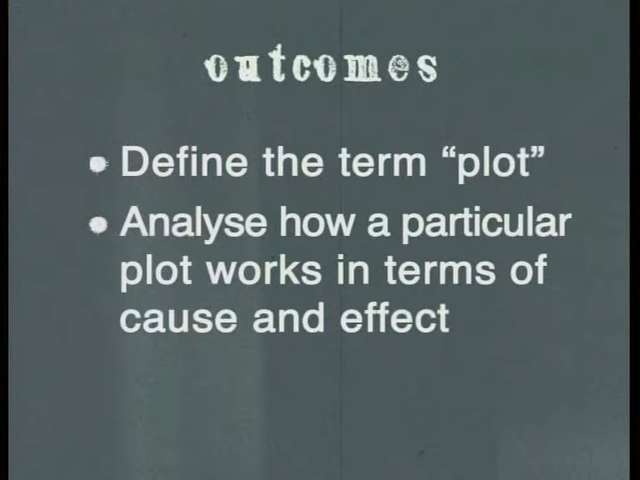 outcomes
• Define the term “plot”
• Analyse how a particular
plot works in terms of
cause and effect